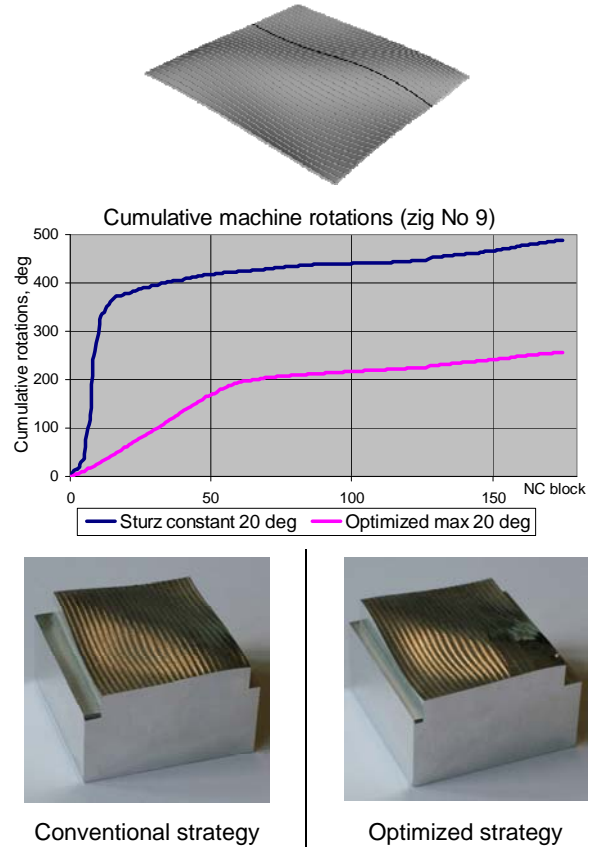 Cumulative machine rotations (zig No 9)
Cumulative rotations, deg
500
400
300
200
100
0
0 50 100 150 NC block
Sturz constant 20 deg Optimized max 20 deg
Conventional strategy Optimized strategy